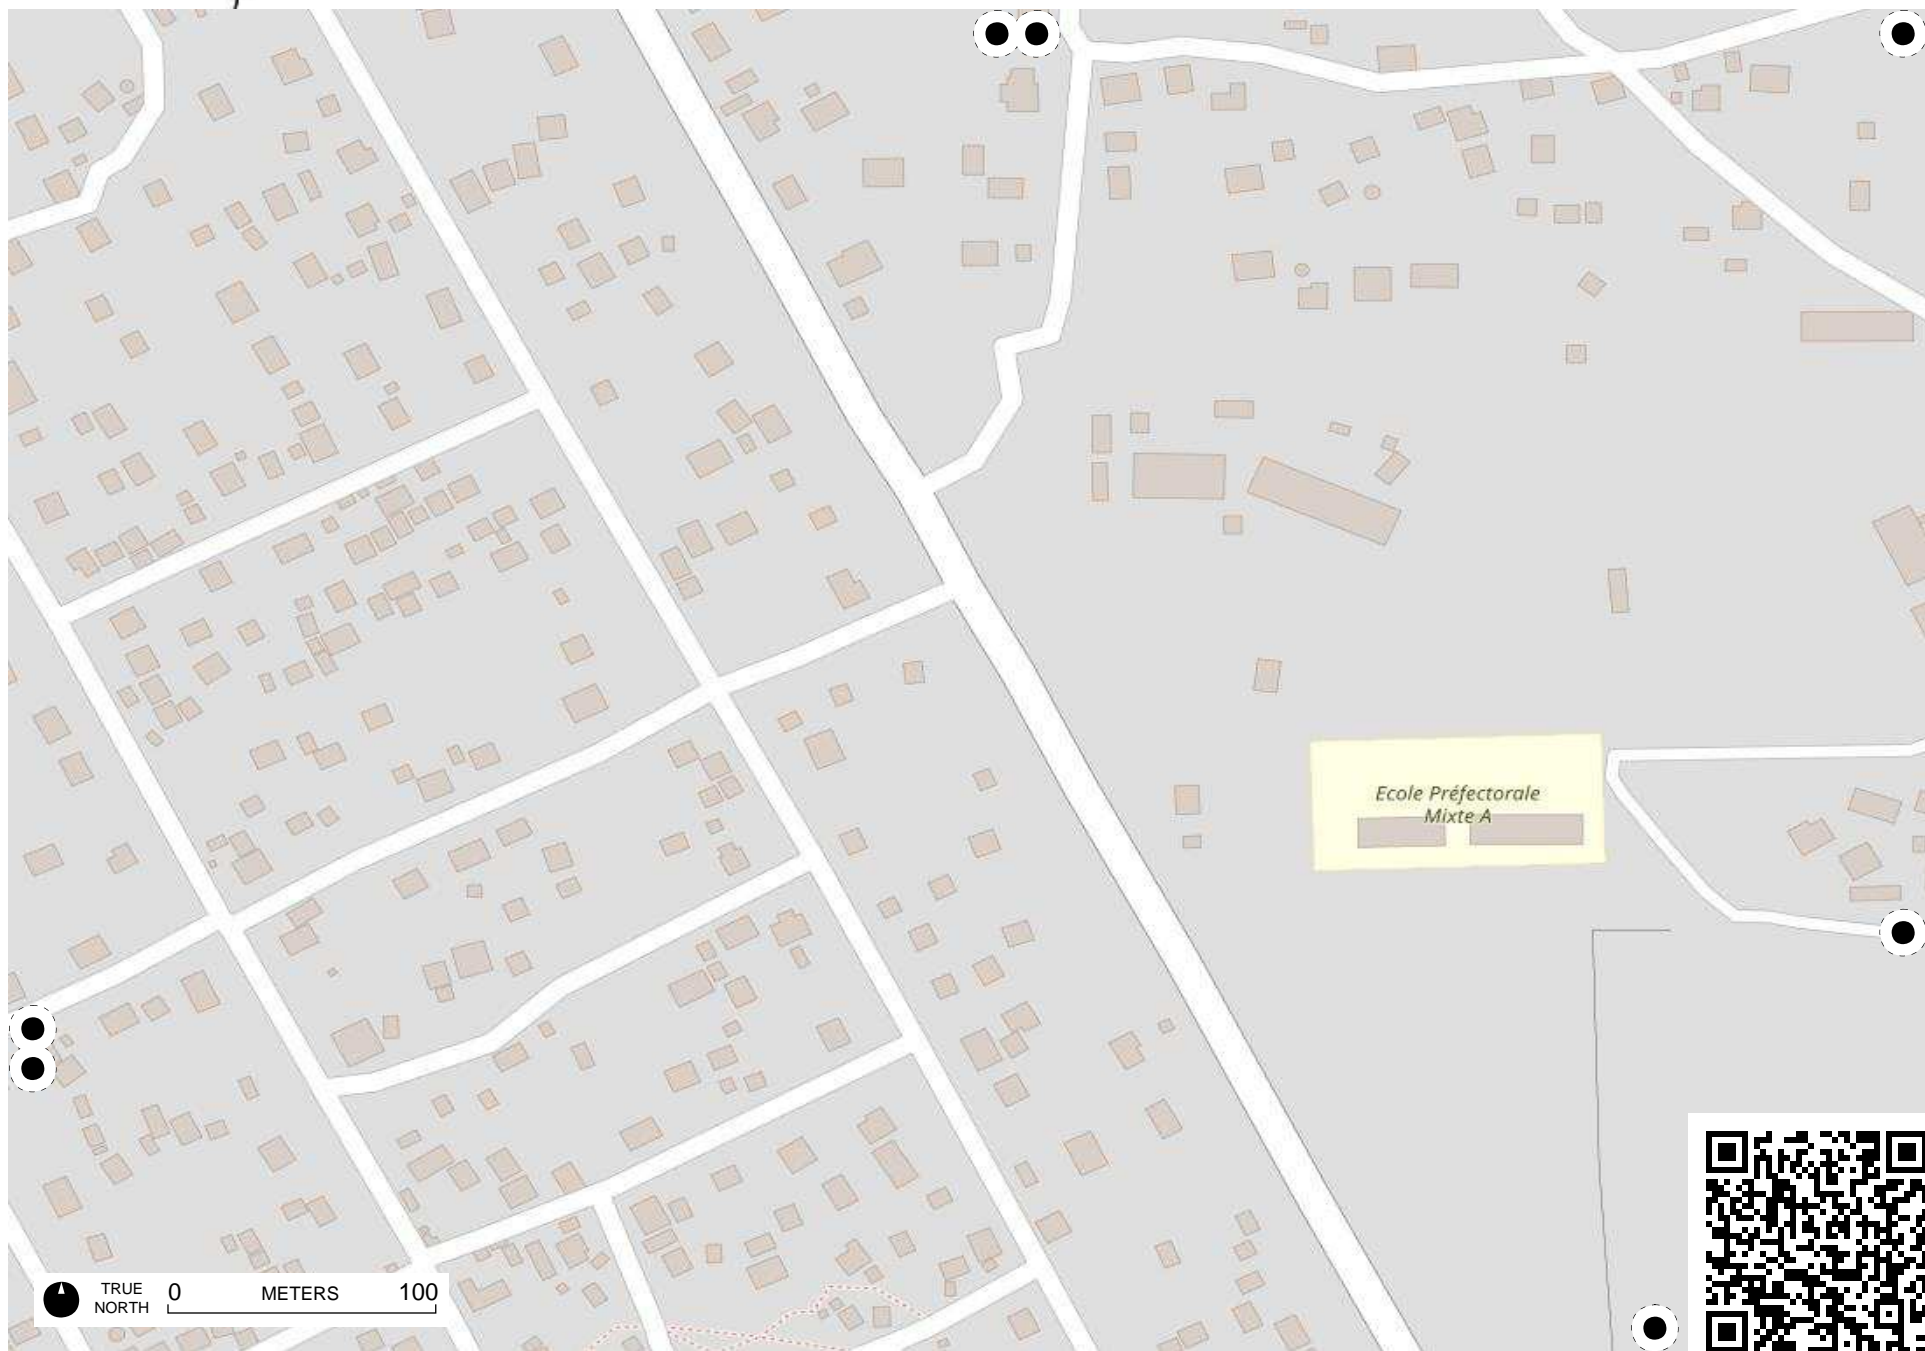 Ecole Préfectorale
Mixte A
TRUE
NORTH
0 METERS 100